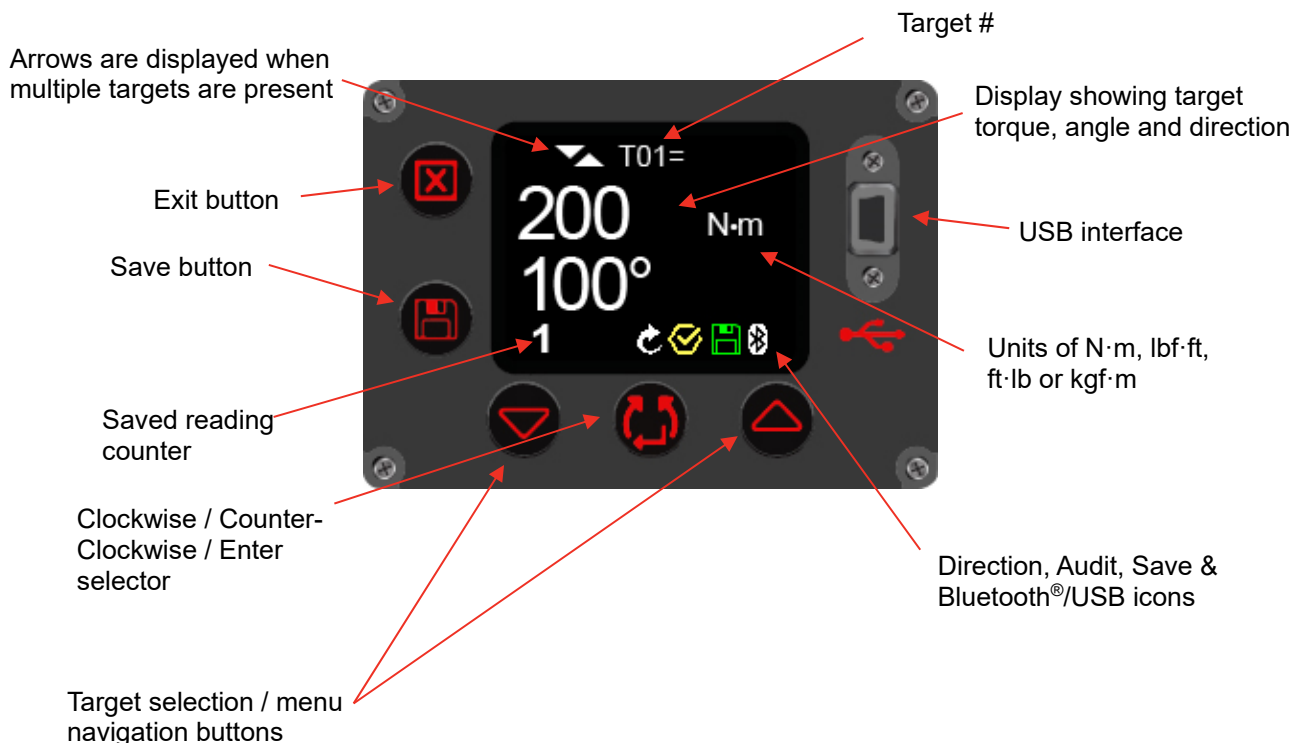 Target #
Arrows are displayed when
multiple targets are present
Display showing target
torque, angle and direction
T01=
Exit button
200
N·m
USB interface
Save button
100°
1
Units of N·m, lbf·ft,
ft·lb or kgf·m
Saved reading
counter
Clockwise / Counter-
Clockwise / Enter
selector
Direction, Audit, Save &
Bluetooth®/USB icons
Target selection / menu
navigation buttons